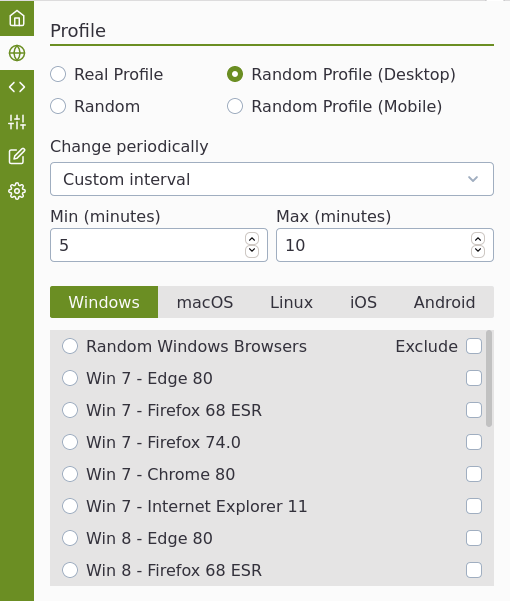 Profile
Real Profile
Random Profile (Desktop)
Random
Random Profile (Mobile)
Change periodically
Custom interval
Min (minutes)
Max (minutes)
5
10
Windows
macOS
Linux
iOS
Android
Random Windows Browsers
Exclude
Win 7 - Edge 80
Win 7 - Firefox 68 ESR
Win 7 - Firefox 74.0
Win 7 - Chrome 80
Win 7 - Internet Explorer 11
Win 8 - Edge 80
Win 8 - Firefox 68 ESR